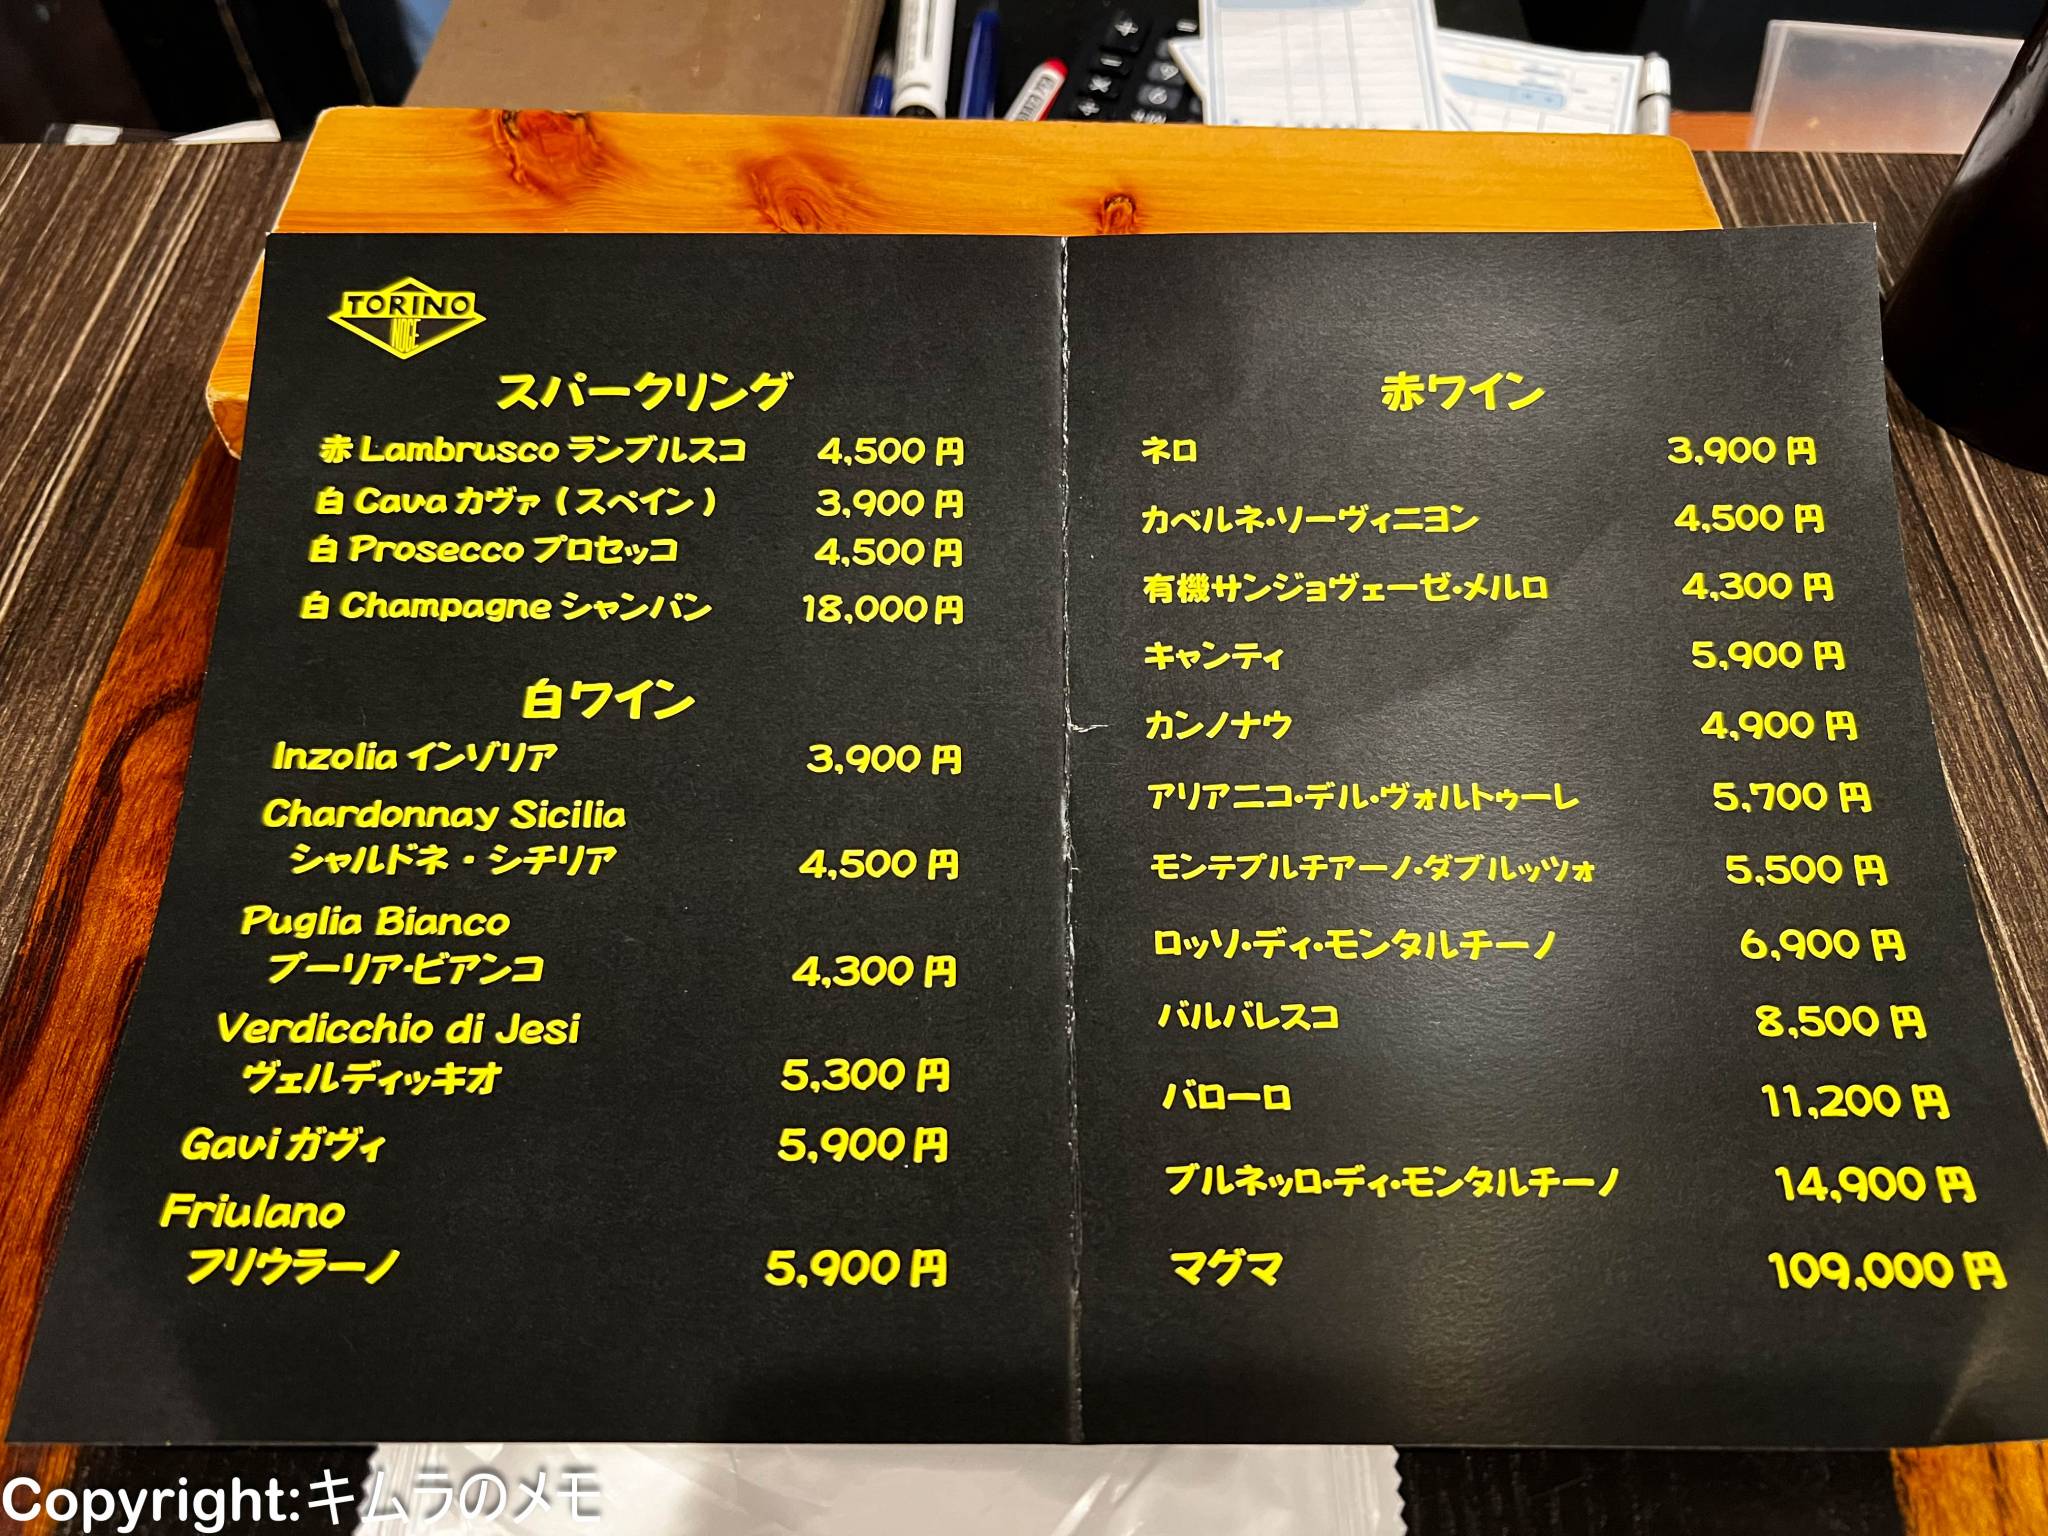 TORINO
NOGE
スパークリング
赤 Lambrusco ランブルスコ 4,500 円
白 Cava カヴァ ( スペイン ) 3,900 円
白 Prosecco プロセッコ 4,500 円
白 Champagne シャンパン 18,000 円
白ワイン
Inzolia インゾリア 3,900 円
Chardonnay Sicilia
シャルドネ・シチリア 4,500 円
Puglia Bianco
プーリア・ビアンコ 4,300 円
Verdicchio di Jesi
ヴェルディッキオ 5,300 円
Gavi ガヴィ 5,900 円
Friulano
フリウラーノ 5,900 円
赤ワイン
ネロ 3,900 円
カベルネ・ソーヴィニヨン 4,500 円
有機サンジョヴェーゼ・メルロ 4,300 円
キャンティ 5,900 円
カンノナウ 4,900 円
アリアニコ・デル・ヴォルトゥーレ 5,700 円
モンテプルチアーノ・ダブルッツォ 5,500 円
ロッソ・ディ・モンタルチーノ 6,900 円
バルバレスコ 8,500 円
バローロ 11,200 円
ブルネッロ・ディ・モンタルチーノ 14,900 円
マグマ 109,000 円
Copyright:キムラのメモ